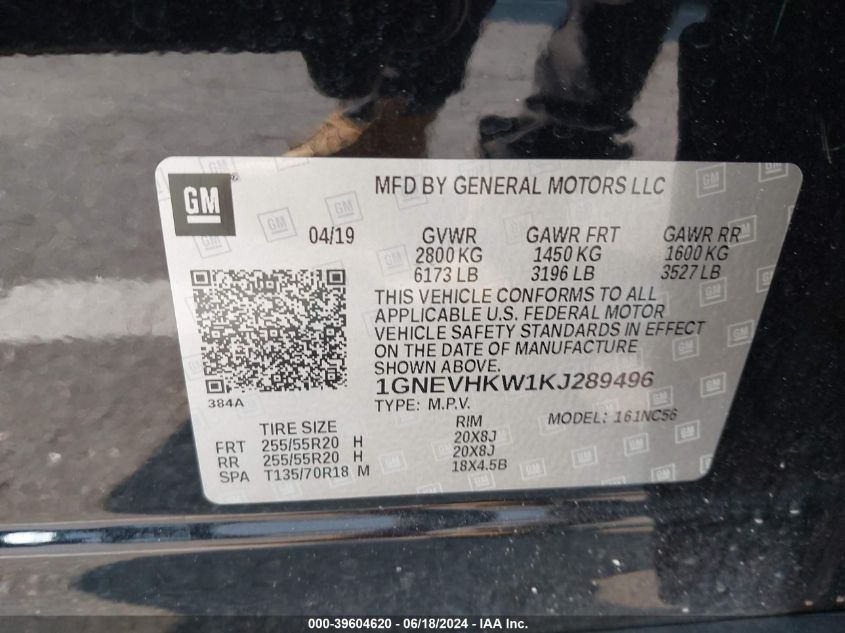 GM
MFD BY GENERAL MOTORS LLC
04/19 GVWR GAWR FRT GAWR RR
2800 KG 1450 KG 1600 KG
6173 LB 3196 LB 3527 LB
THIS VEHICLE CONFORMS TO ALL
APPLICABLE U.S. FEDERAL MOTOR
VEHICLE SAFETY STANDARDS IN EFFECT
ON THE DATE OF MANUFACTURE
SHOWN ABOVE.
1GNEVHKW1KJ289496
384A
TYPE: M.P.V. MODEL: 161NC56
TIRE SIZE RIM
FRT 255/55R20 H 20X8J
RR 255/55R20 H 20X8J
SPA T135/70R18 M 18X4.5B
000-39604620 - 06/18/2024 - IAA Inc.